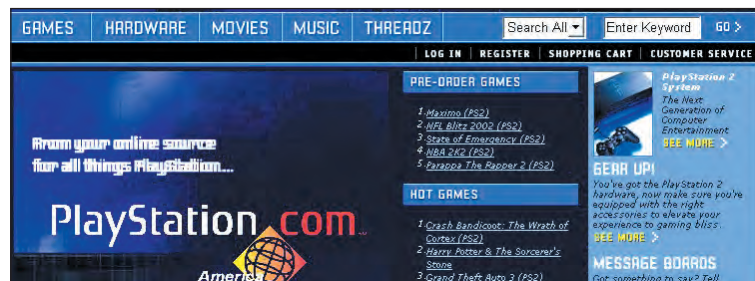 GAMES HARDWARE MOVIES MUSIC THREADZ Search All Enter Keyword GO >
LOG IN | REGISTER | SHOPPING CART | CUSTOMER SERVICE
From your online source
for all things PlayStation...
PlayStation.com
America
PRE-ORDER GAMES
1.Maximo (PS2)
2.NFL Blitz 2002 (PS2)
3.State of Emergency (PS2)
4.NBA 2K2 (PS2)
5.Parappa The Rapper 2 (PS2)
HOT GAMES
1.Crash Bandicoot: The Wrath of
Cortex (PS2)
2.Harry Potter & The Sorcerer's
Stone
3.Grand Theft Auto 3 (PS2)
PlayStation 2
System
The Next
Generation of
Computer
Entertainment
SEE MORE >
GEAR UP!
You've got the PlayStation 2
hardware, now make sure you're
equipped with the right
accessories to elevate your
experience to gaming bliss.
SEE MORE >
MESSAGE BOARDS
Got something to say? Tell